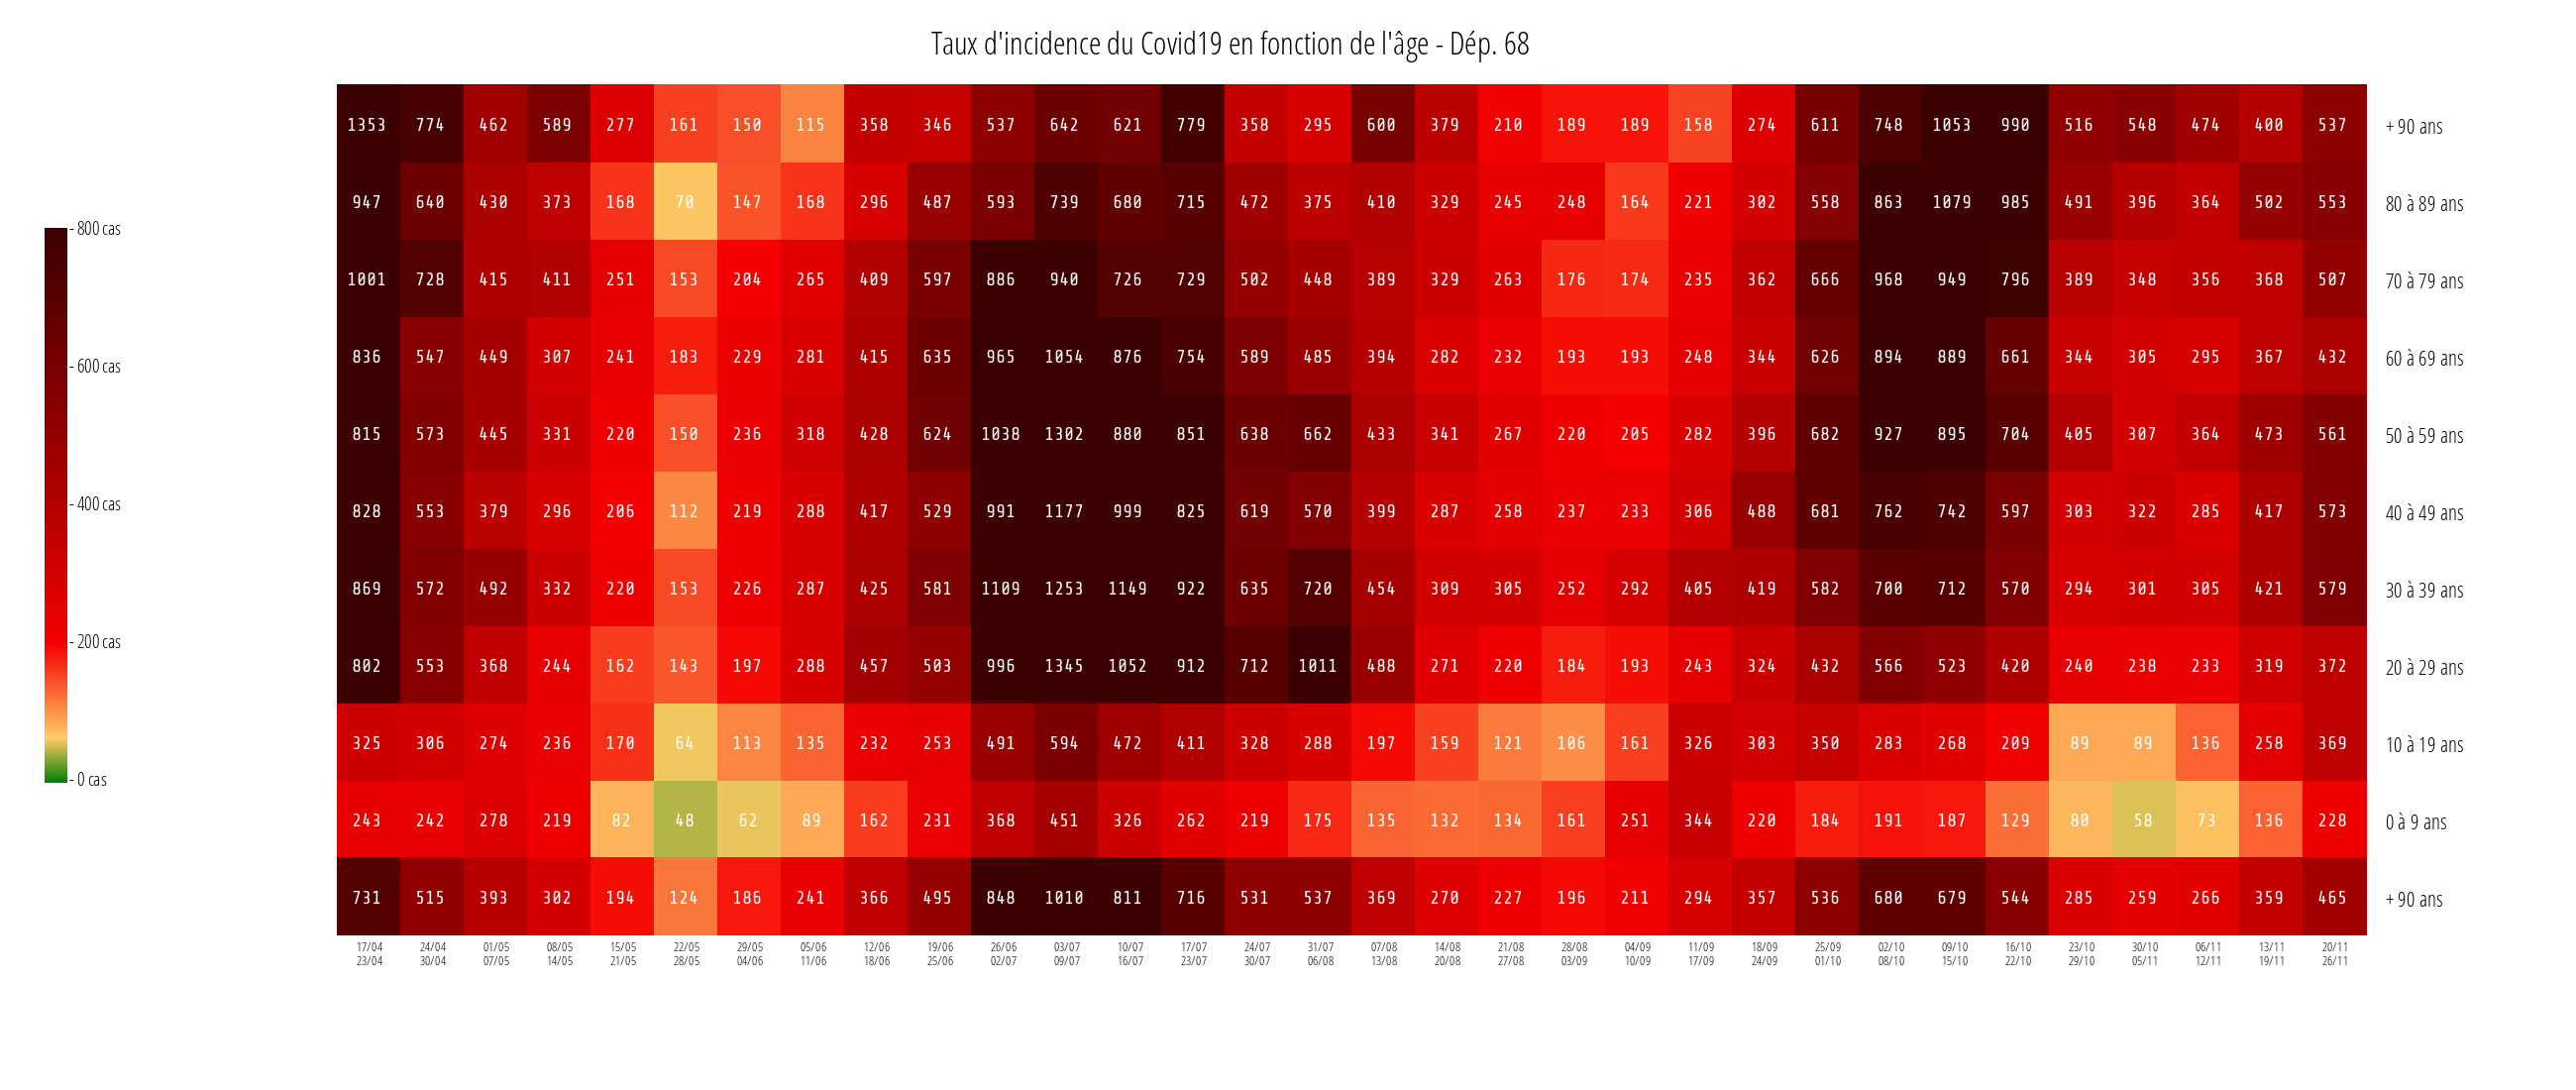 Taux d'incidence du Covid19 en fonction de l'âge - Dép. 68
1353 774 462 589 277 161 150 115 358 346 537 642 621 779 358 295 600 379 210 189 189 158 274 611 748 1053 990 516 548 474 400 537 + 90 ans
947 640 430 373 168 70 147 168 296 487 593 739 680 715 472 375 410 329 245 248 164 221 302 558 863 1079 985 491 396 364 502 553 80 à 89 ans
- 800 cas
1001 728 415 411 251 153 204 265 409 597 886 940 726 729 502 448 389 329 263 176 174 235 362 666 968 949 796 389 348 356 368 507 70 à 79 ans
836 547 449 307 241 183 229 281 415 635 965 1054 876 754 589 485 394 282 232 193 193 248 344 626 894 889 661 344 305 295 367 432 60 à 69 ans
- 600 cas
815 573 445 331 220 150 236 318 428 624 1038 1302 880 851 638 662 433 341 267 220 205 282 396 682 927 895 704 405 307 364 473 561 50 à 59 ans
- 400 cas
828 553 379 296 206 112 219 288 417 529 991 1177 999 825 619 570 399 287 258 237 233 306 488 681 762 742 597 303 322 285 417 573 40 à 49 ans
869 572 492 332 220 153 226 287 425 581 1109 1253 1149 922 635 720 454 309 305 252 292 405 419 582 700 712 570 294 301 305 421 579 30 à 39 ans
- 200 cas
802 553 368 244 162 143 197 288 457 503 996 1345 1052 912 712 1011 488 271 220 184 193 243 324 432 566 523 420 240 238 233 319 372 20 à 29 ans
325 306 274 236 170 64 113 135 232 253 491 594 472 411 328 288 197 159 121 106 161 326 303 350 283 268 209 89 89 136 258 369 10 à 19 ans
- 0 cas
243 242 278 219 82 48 62 89 162 231 368 451 326 262 219 175 135 132 134 161 251 344 220 184 191 187 129 80 58 73 136 228 0 à 9 ans
731 515 393 302 194 124 186 241 366 495 848 1010 811 716 531 537 369 270 227 196 211 294 357 536 680 679 544 285 259 266 359 465 + 90 ans
17/04 24/04 01/05 08/05 15/05 22/05 29/05 05/06 12/06 19/06 26/06 03/07 10/07 17/07 24/07 31/07 07/08 14/08 21/08 28/08 04/09 11/09 18/09 25/09 02/10 09/10 16/10 23/10 30/10 06/11 13/11 20/11
23/04 30/04 07/05 14/05 21/05 28/05 04/06 11/06 18/06 25/06 02/07 09/07 16/07 23/07 30/07 06/08 13/08 20/08 27/08 03/09 10/09 17/09 24/09 01/10 08/10 15/10 22/10 29/10 05/11 12/11 19/11 26/11